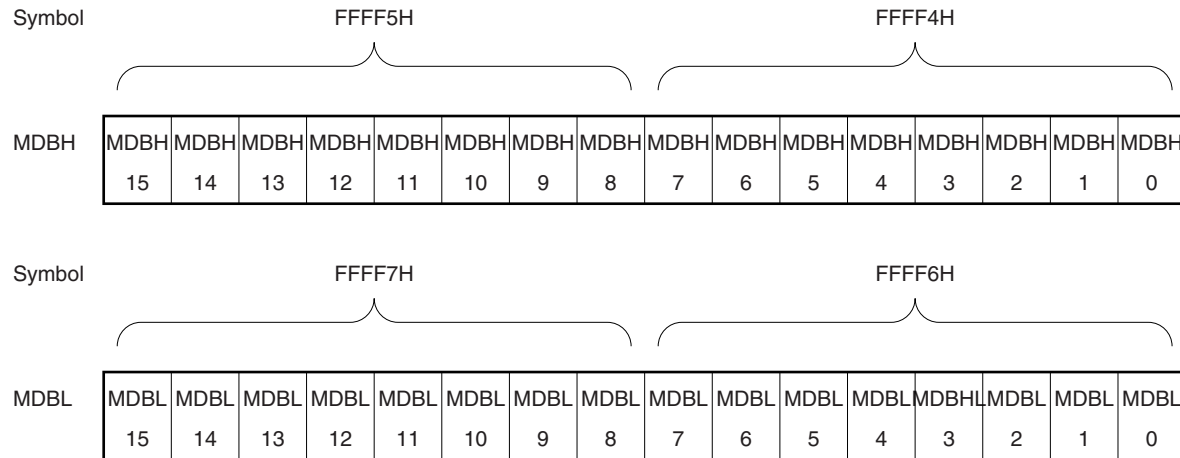 Symbol FFFF5H FFFF4H
MDBH MDBH MDBH MDBH MDBH MDBH MDBH MDBH MDBH MDBH MDBH MDBH MDBH MDBH MDBH MDBH MDBH
15 14 13 12 11 10 9 8 7 6 5 4 3 2 1 0
Symbol FFFF7H FFFF6H
MDBL MDBL MDBL MDBL MDBL MDBL MDBL MDBL MDBL MDBL MDBL MDBL MDBL MDBHL MDBL MDBL MDBL
15 14 13 12 11 10 9 8 7 6 5 4 3 2 1 0